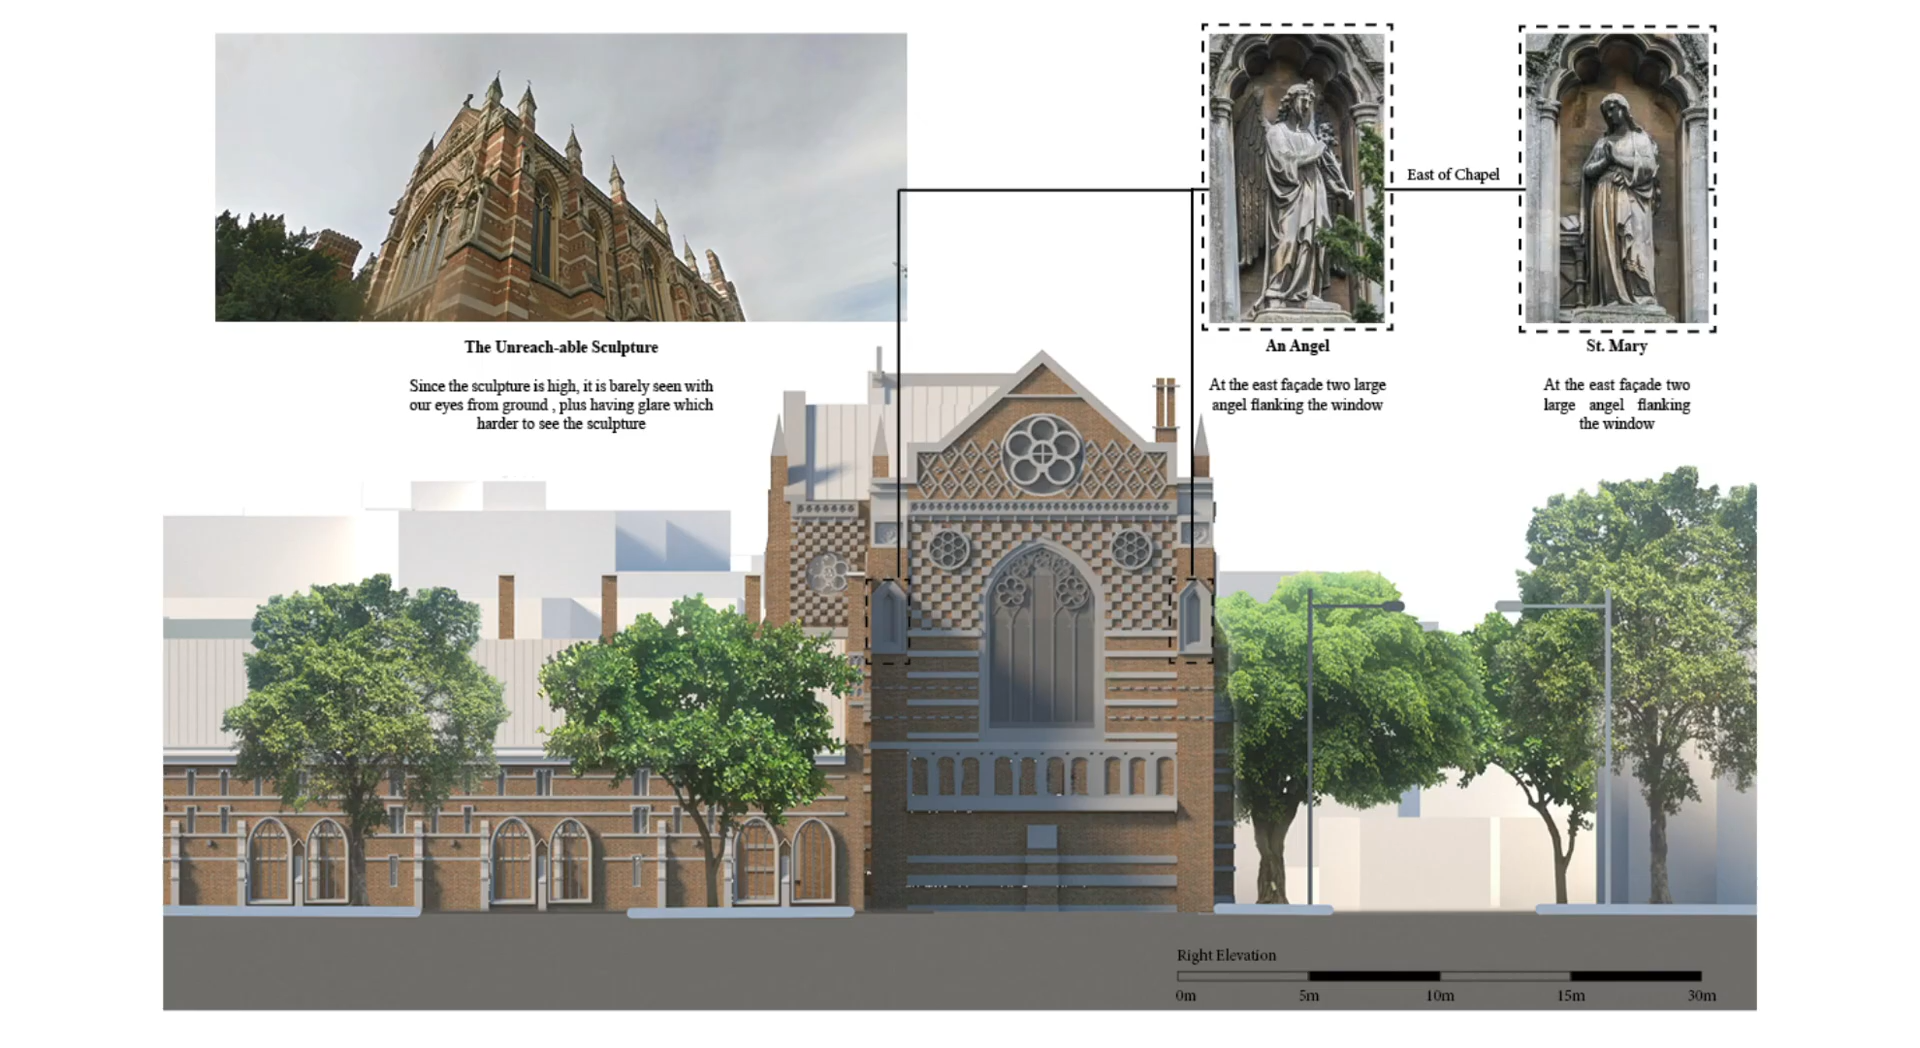 East of Chapel
The Unreach-able Sculpture
Since the sculpture is high, it is barely seen with
our eyes from ground , plus having glare which
harder to see the sculpture
An Angel
At the east façade two large
angel flanking the window
St. Mary
At the east façade two
large angel flanking
the window
Right Elevation
0m 5m 10m 15m 30m